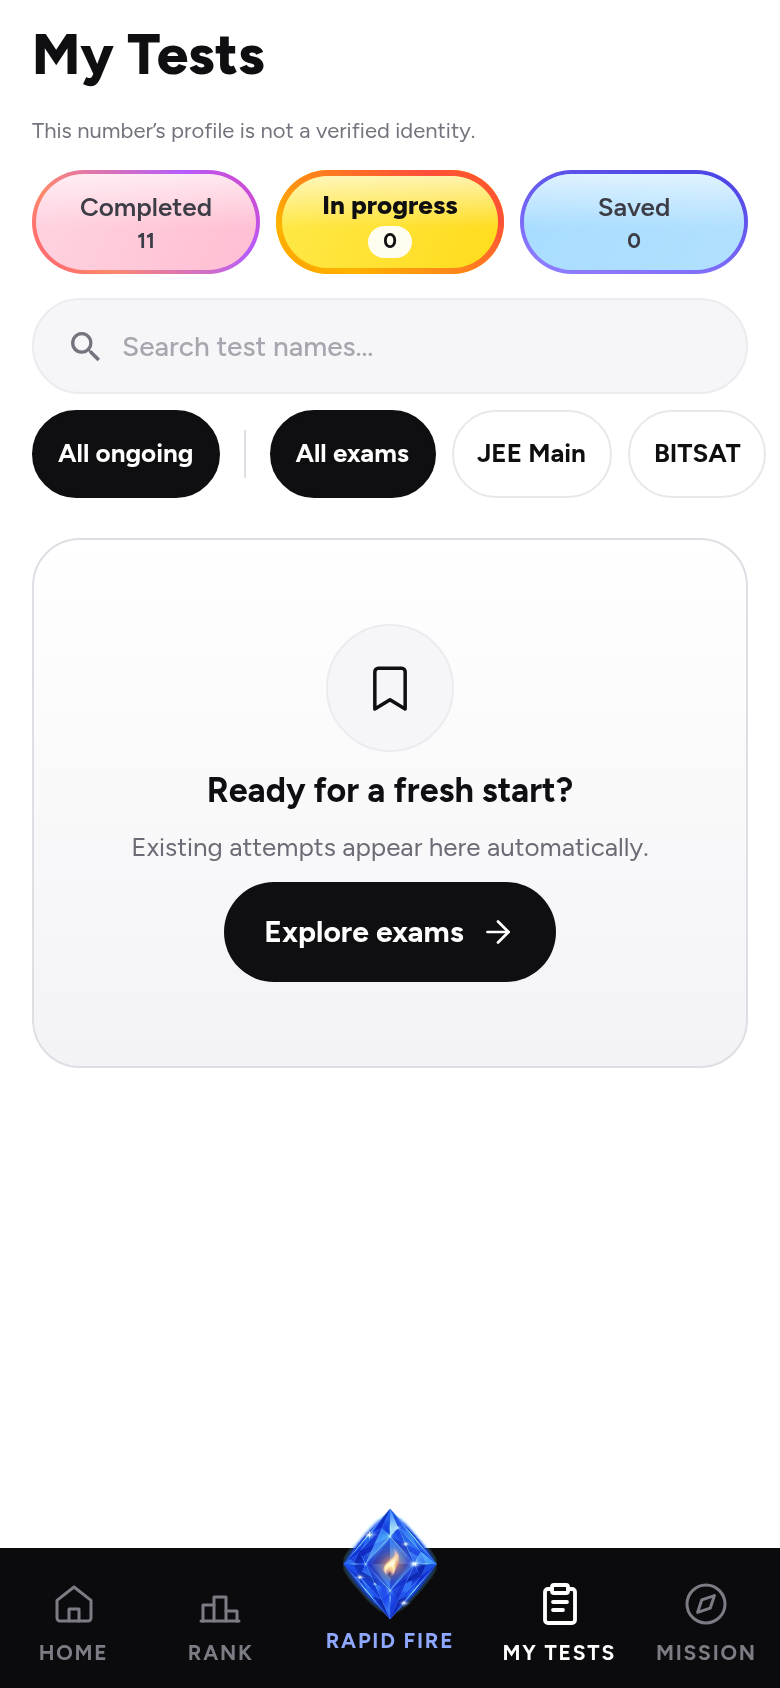 My Tests
This number’s profile is not a verified identity.
Completed
11
In progress
0
Saved
0
Search test names...
All ongoing
All exams
JEE Main
BITSAT
Ready for a fresh start?
Existing attempts appear here automatically.
Explore exams
HOME
RANK
RAPID FIRE
MY TESTS
MISSION